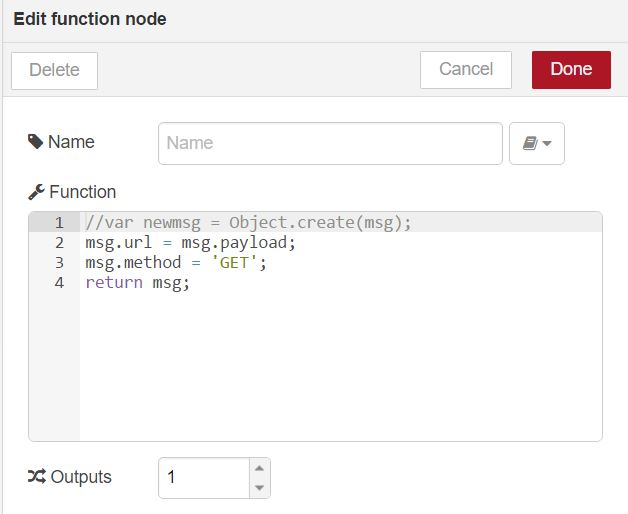 Edit function node
Delete
Cancel
Done
Name
Name
Function
1 //var newmsg = Object.create(msg);
2 msg.url = msg.payload;
3 msg.method = 'GET';
4 return msg;
Outputs
1